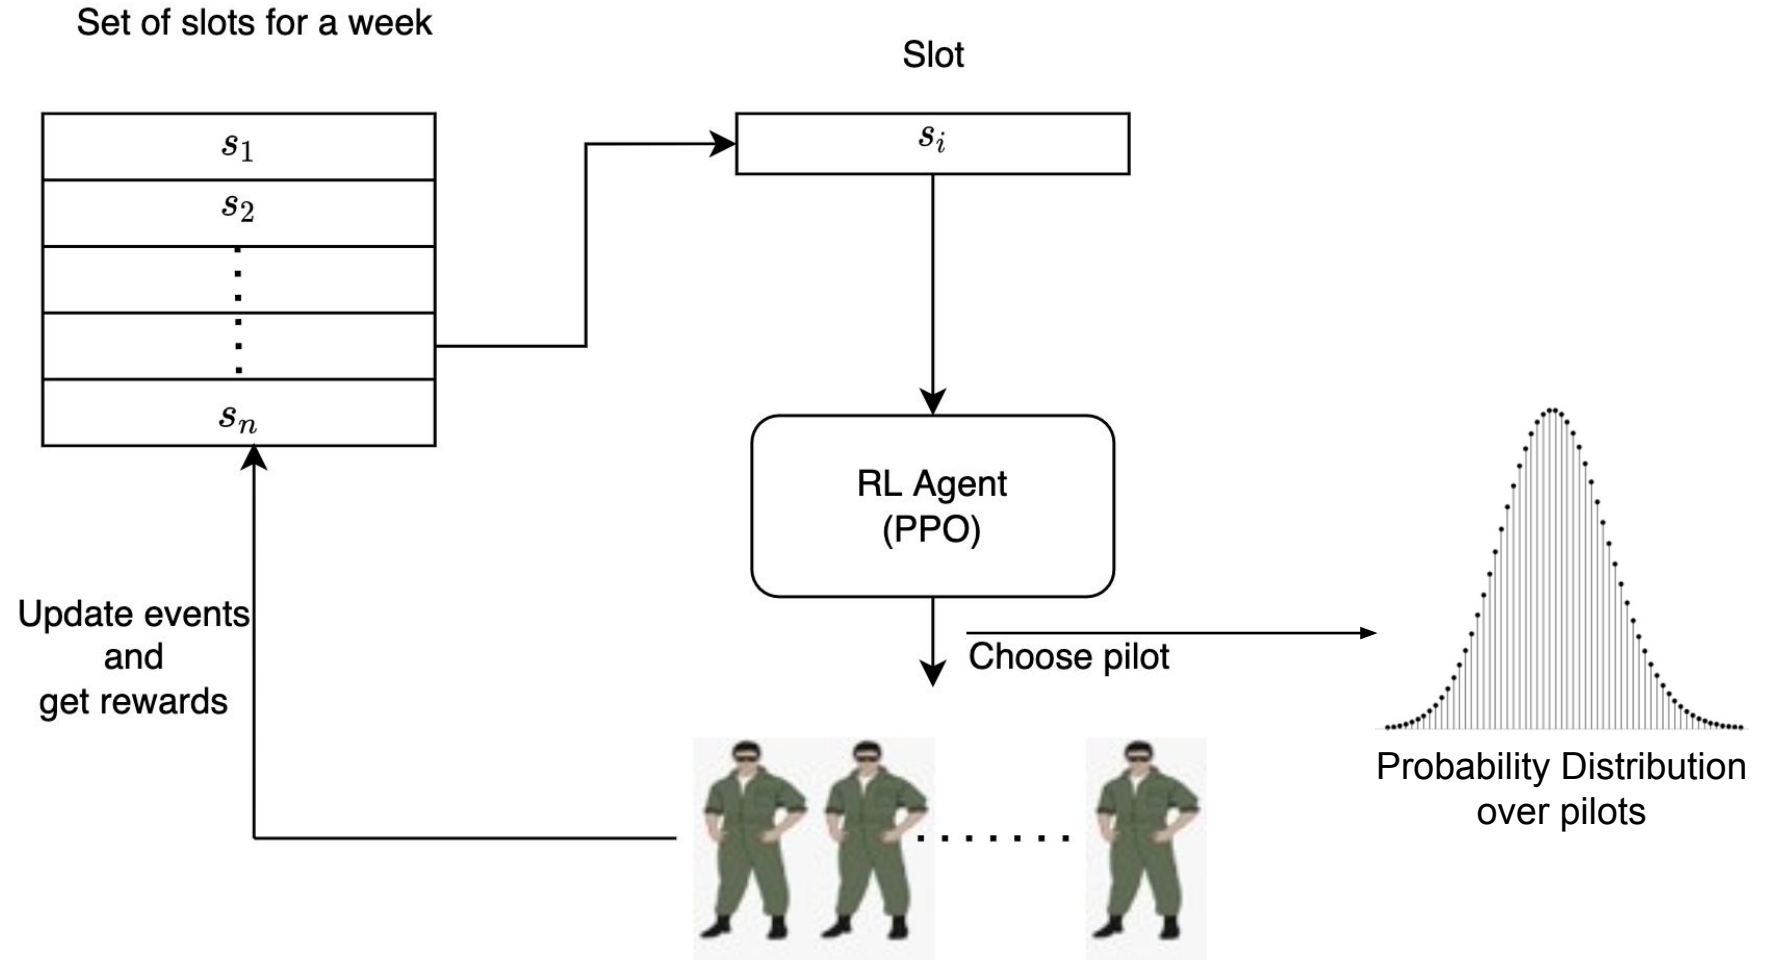 Set of slots for a week
Slot
s₁
s₂
sₙ
sᵢ
RL Agent
(PPO)
Choose pilot
Update events
and
get rewards
Probability Distribution
over pilots